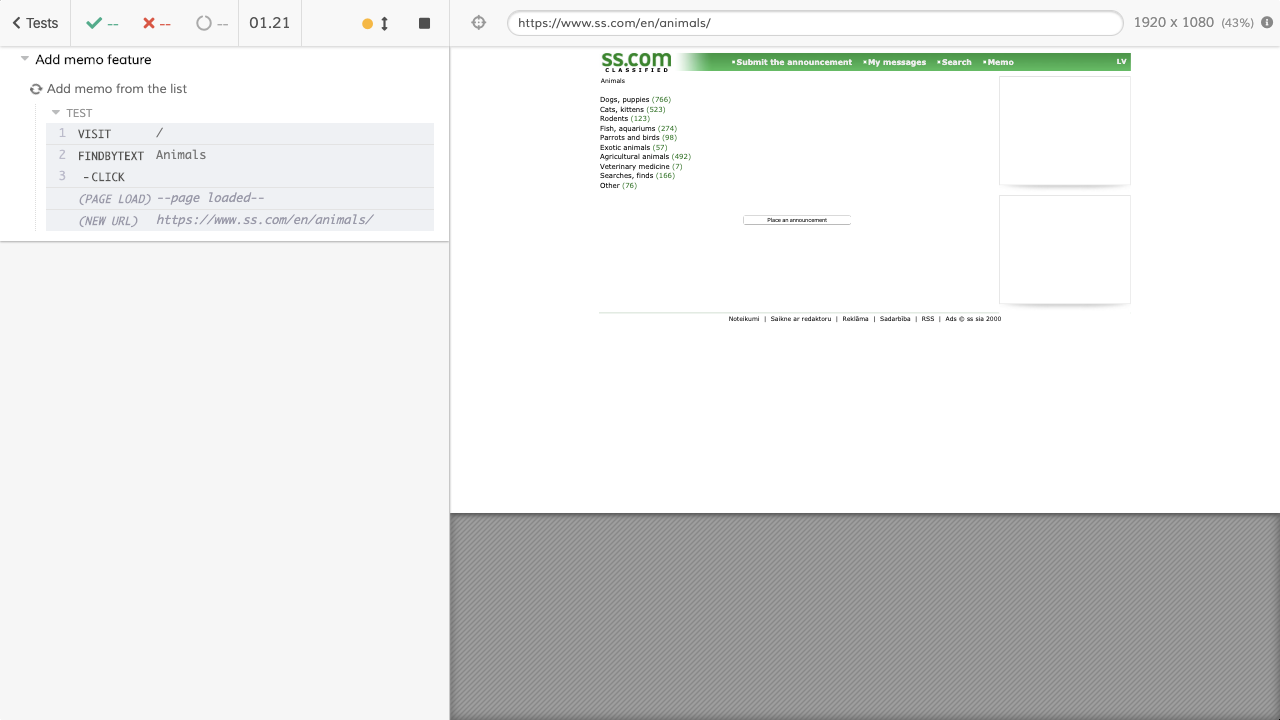 Tests -- -- -- 01.21
https://www.ss.com/en/animals/ 1920 x 1080 (43%)
Add memo feature
Add memo from the list
TEST
1 VISIT /
2 FINDBYTEXT Animals
3 -CLICK
(PAGE LOAD) --page loaded--
(NEW URL) https://www.ss.com/en/animals/
ss.com
CLASSIFIED
Submit the announcement My messages Search Memo LV
Animals
Dogs, puppies (766)
Cats, kittens (523)
Rodents (123)
Fish, aquariums (274)
Parrots and birds (98)
Exotic animals (57)
Agricultural animals (492)
Veterinary medicine (7)
Searches, finds (166)
Other (76)
Place an announcement
Noteikumi | Saikne ar redaktoru | Reklāma | Sadarbība | RSS | Ads © ss sia 2000